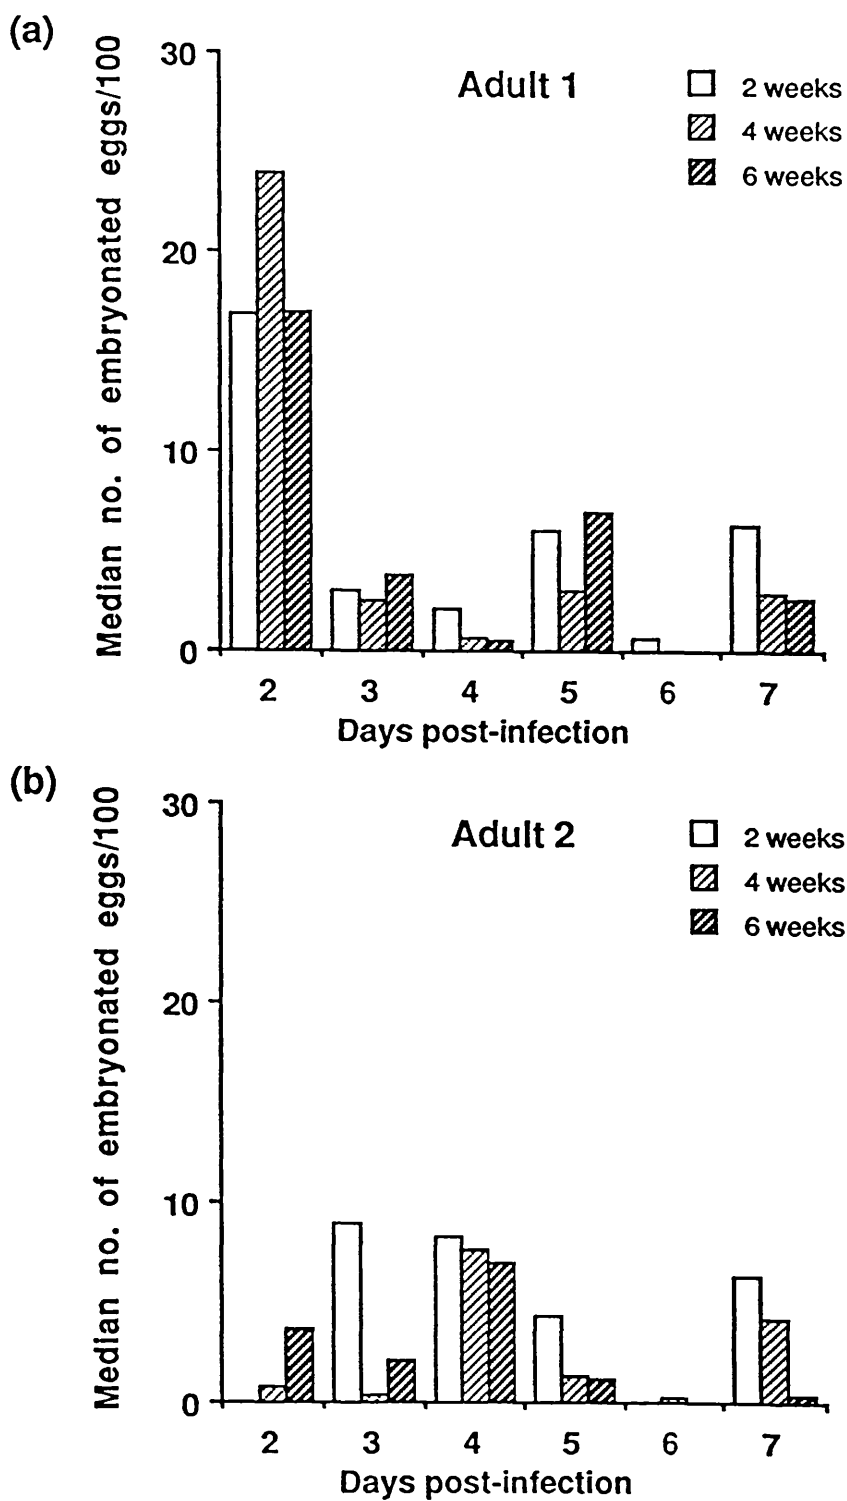 (a)
Median no. of embryonated eggs/100
30
20
10
0
Adult 1
2 weeks
4 weeks
6 weeks
2 3 4 5 6 7
Days post-infection
(b)
Median no. of embryonated eggs/100
30
20
10
0
Adult 2
2 weeks
4 weeks
6 weeks
2 3 4 5 6 7
Days post-infection